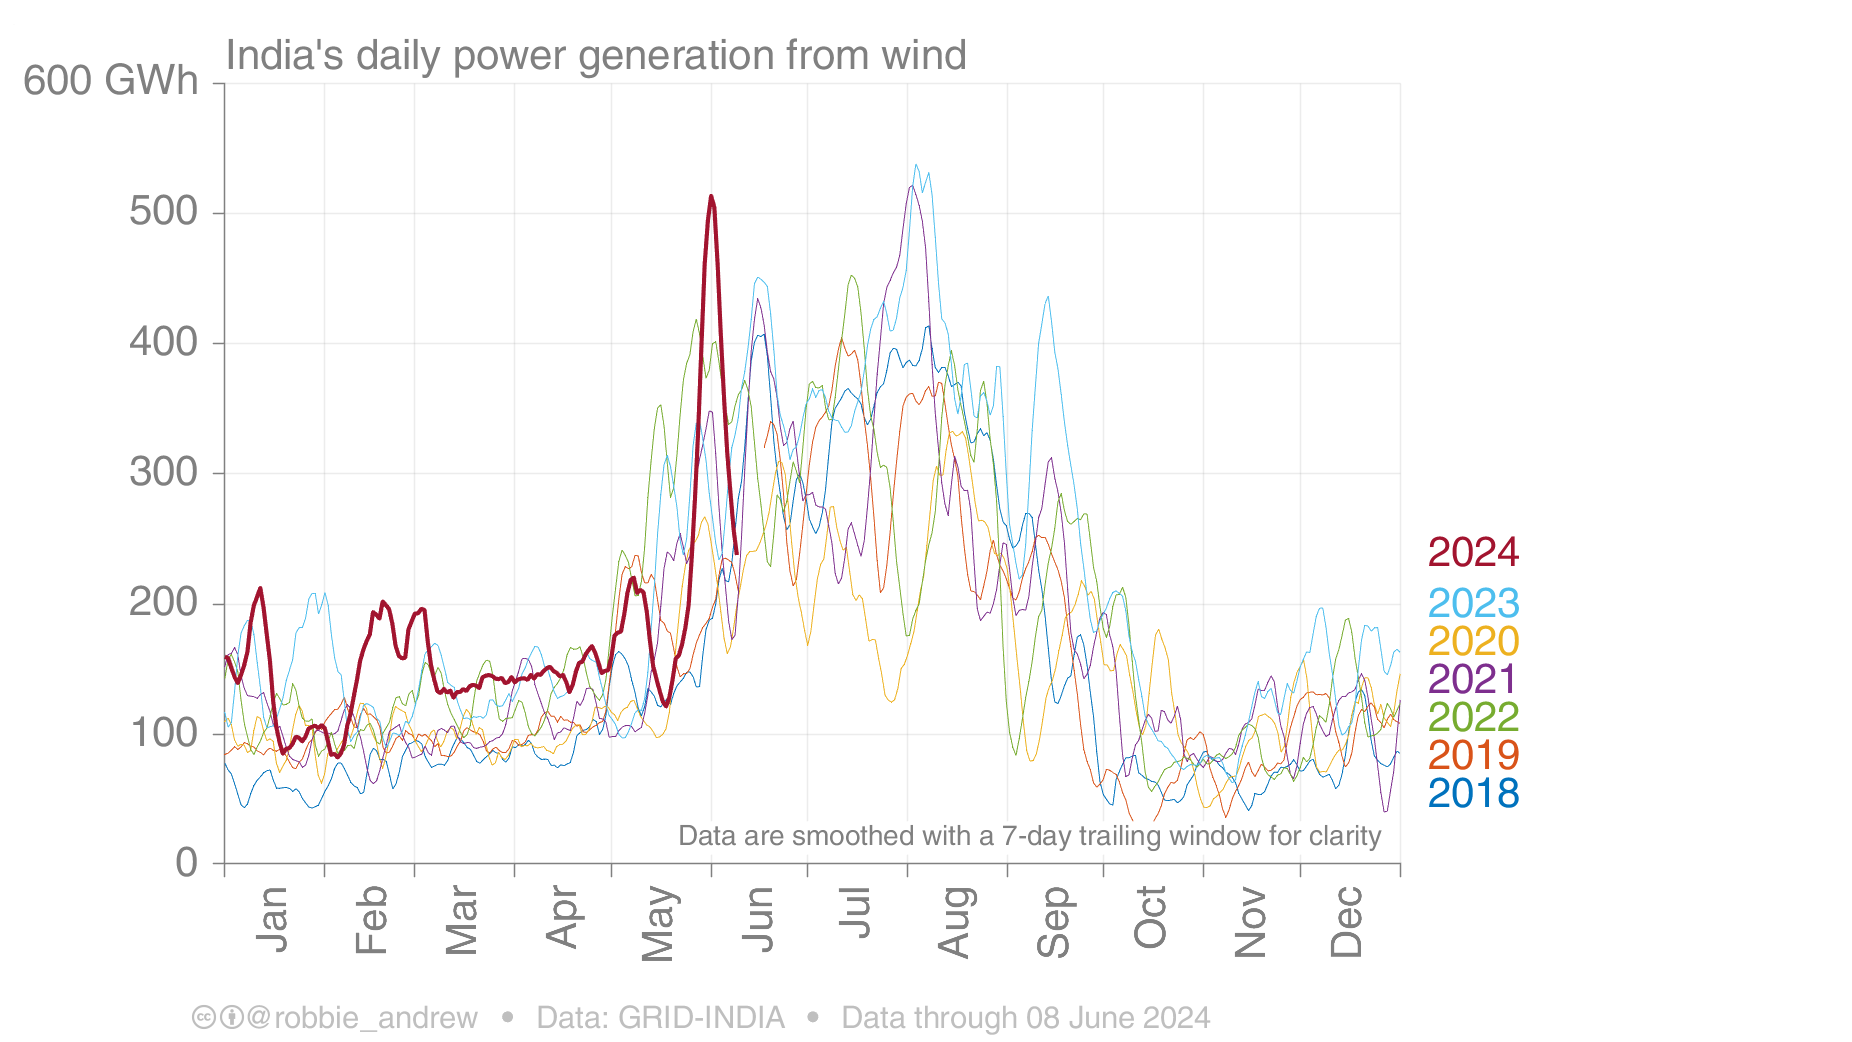 India's daily power generation from wind
600 GWh
500
400
300
200
100
0
2024
2023
2020
2021
2022
2019
2018
Data are smoothed with a 7-day trailing window for clarity
Jan Feb Mar Apr May Jun Jul Aug Sep Oct Nov Dec
cc @robbie_andrew • Data: GRID-INDIA • Data through 08 June 2024